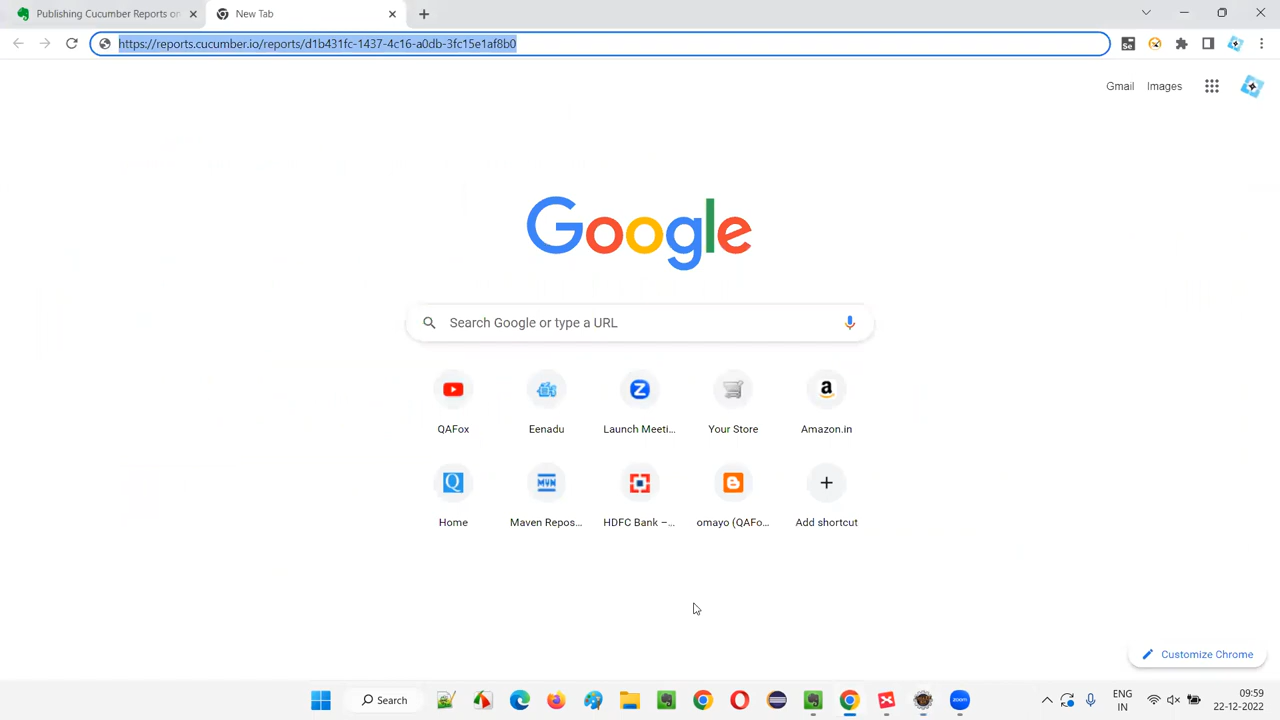 Publishing Cucumber Reports on
New Tab
https://reports.cucumber.io/reports/d1b431fc-1437-4c16-a0db-3fc15e1af8b0
Gmail
Images
Google
Search Google or type a URL
QAFox
Eenadu
Launch Meeti...
Your Store
Amazon.in
Home
Maven Repos...
HDFC Bank –...
omayo (QAFo...
Add shortcut
Customize Chrome
Search
ENG
IN
09:59
22-12-2022